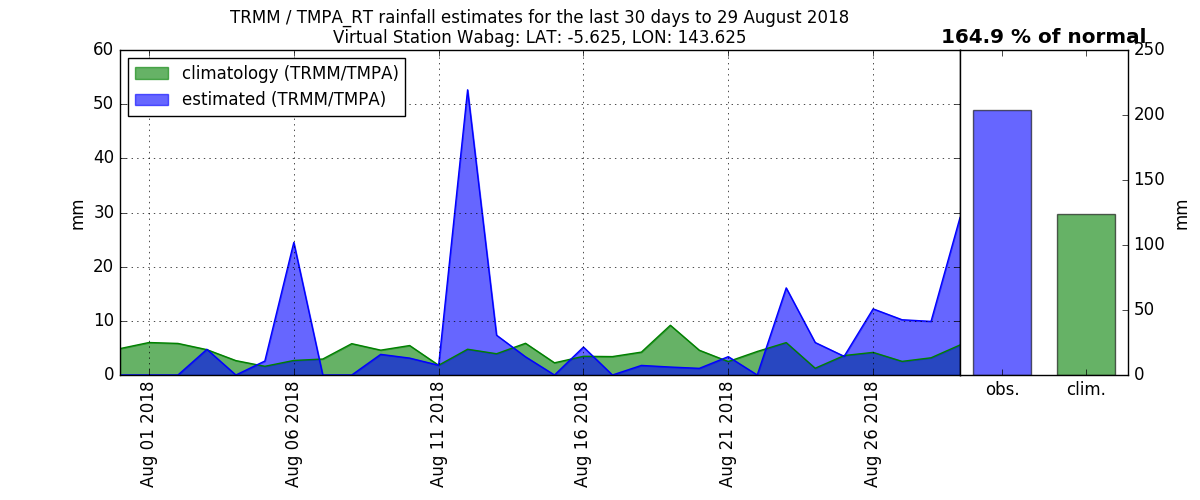 TRMM / TMPA_RT rainfall estimates for the last 30 days to 29 August 2018
Virtual Station Wabag: LAT: -5.625, LON: 143.625
164.9 % of normal
climatology (TRMM/TMPA)
estimated (TRMM/TMPA)
60
50
40
30
20
10
0
mm
Aug 01 2018
Aug 06 2018
Aug 11 2018
Aug 16 2018
Aug 21 2018
Aug 26 2018
250
200
150
100
50
0
mm
obs.
clim.